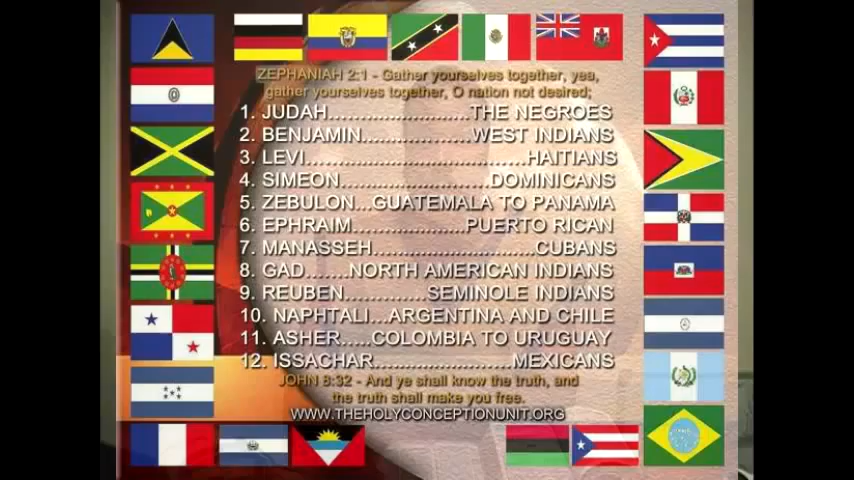 ZEPHANIAH 2:1 - Gather yourselves together, yea,
gather yourselves together, O nation not desired;
1. JUDAH.........................THE NEGROES
2. BENJAMIN...................WEST INDIANS
3. LEVI.......................................HAITIANS
4. SIMEON.........................DOMINICANS
5. ZEBULON...GUATEMALA TO PANAMA
6. EPHRAIM...................PUERTO RICAN
7. MANASSEH...........................CUBANS
8. GAD.......NORTH AMERICAN INDIANS
9. REUBEN.............SEMINOLE INDIANS
10. NAPHTALI...ARGENTINA AND CHILE
11. ASHER.....COLOMBIA TO URUGUAY
12. ISSACHAR.......................MEXICANS
JOHN 8:32 - And ye shall know the truth, and
the truth shall make you free.
WWW.THEHOLYCONCEPTIONUNIT.ORG